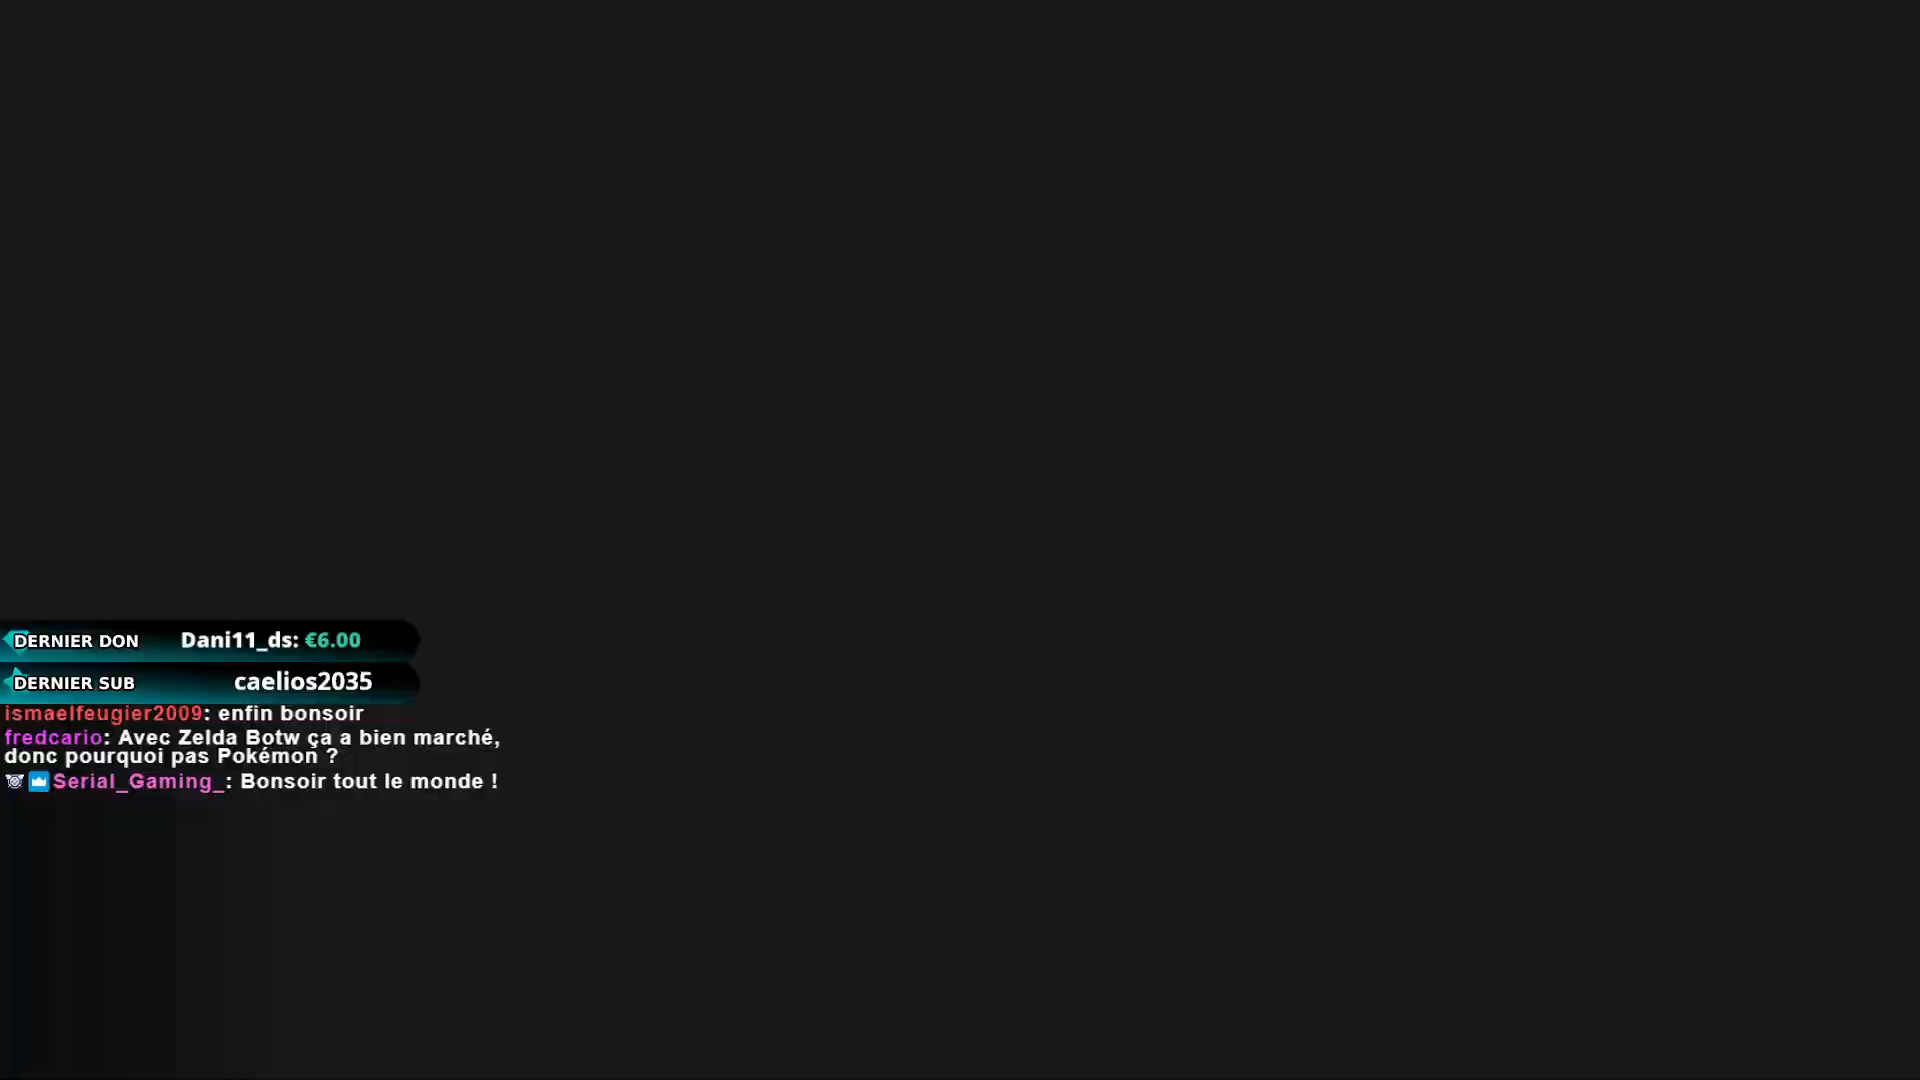 DERNIER DON Dani11_ds: €6.00
DERNIER SUB caelios2035
ismaelfeugier2009: enfin bonsoir
fredcario: Avec Zelda Botw ça a bien marché,
donc pourquoi pas Pokémon ?
Serial_Gaming_: Bonsoir tout le monde !